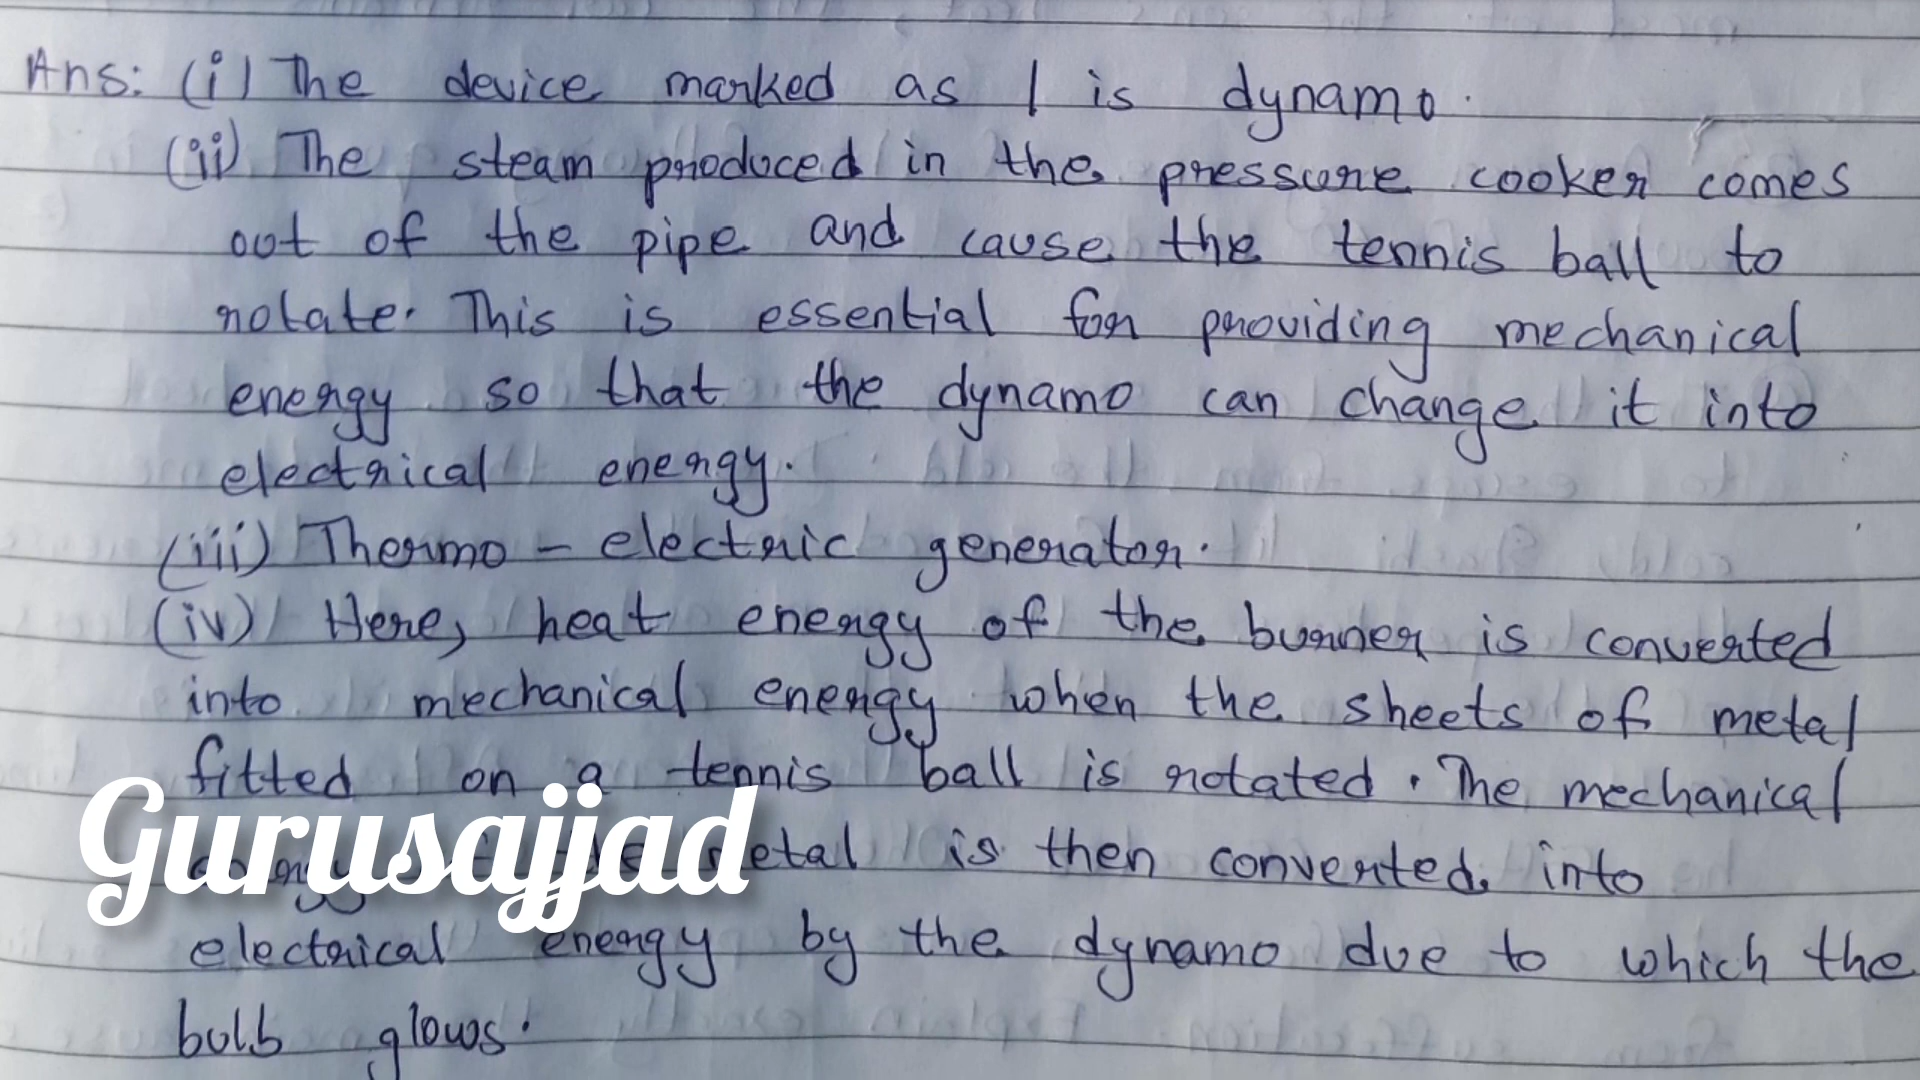 Ans: (i) The device marked as 1 is dynamo.
(ii) The steam produced in the pressure cooker comes
out of the pipe and cause the tennis ball to
rotate. This is essential for providing mechanical
energy so that the dynamo can change it into
electrical energy.
(iii) Thermo - electric generator.
(iv) Here, heat energy of the burner is converted
into mechanical energy when the sheets of metal
fitted on a tennis ball is rotated. The mechanical
metal is then converted into
Gurusajjad
electrical energy by the dynamo due to which the
bulb glows.